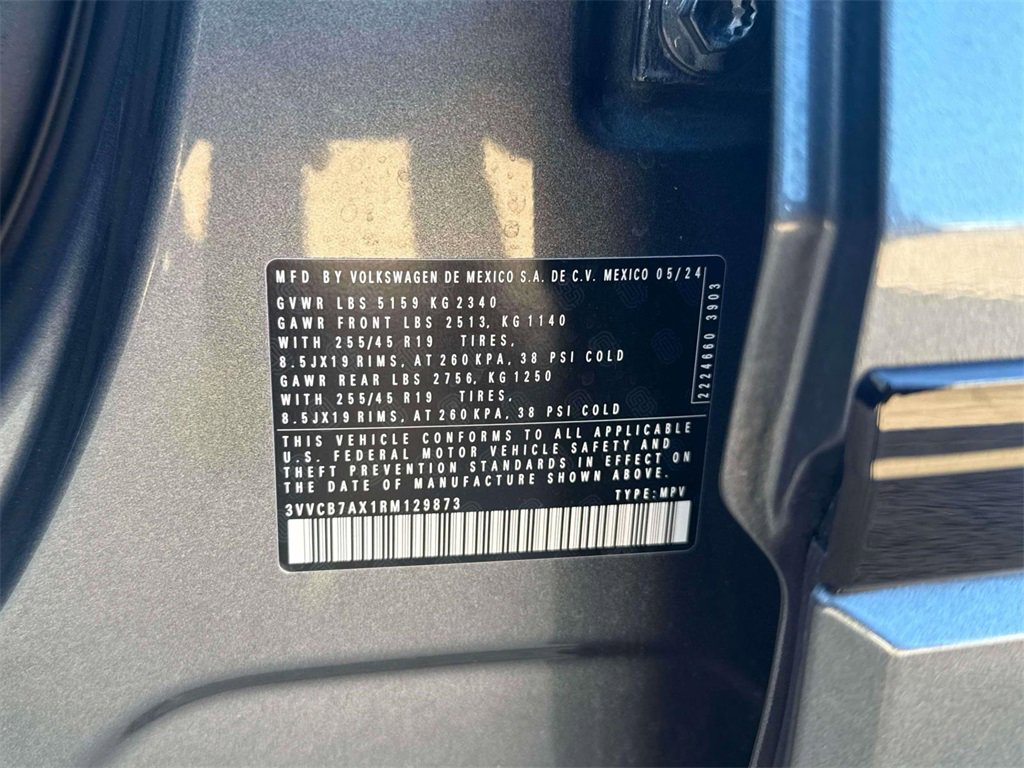 MFD BY VOLKSWAGEN DE MEXICO S.A. DE C.V. MEXICO 05/24
GVWR LBS 5159 KG 2340
GAWR FRONT LBS 2513, KG 1140
WITH 255/45 R19 TIRES,
8.5JX19 RIMS, AT 260 KPA, 38 PSI COLD
GAWR REAR LBS 2756, KG 1250
WITH 255/45 R19 TIRES,
8.5JX19 RIMS, AT 260 KPA, 38 PSI COLD
2224660 3903
THIS VEHICLE CONFORMS TO ALL APPLICABLE
U.S. FEDERAL MOTOR VEHICLE SAFETY AND
THEFT PREVENTION STANDARDS IN EFFECT ON
THE DATE OF MANUFACTURE SHOWN ABOVE.
3VVCB7AX1RM129873 TYPE: MPV